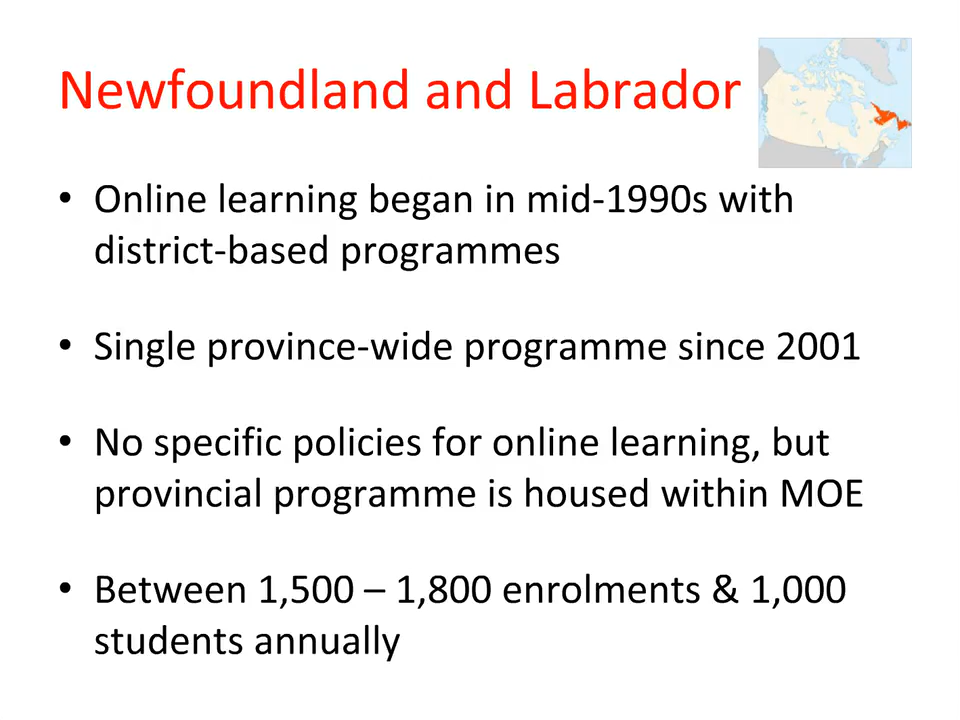 Newfoundland and Labrador
• Online learning began in mid-1990s with
district-based programmes
• Single province-wide programme since 2001
• No specific policies for online learning, but
provincial programme is housed within MOE
• Between 1,500 – 1,800 enrolments & 1,000
students annually